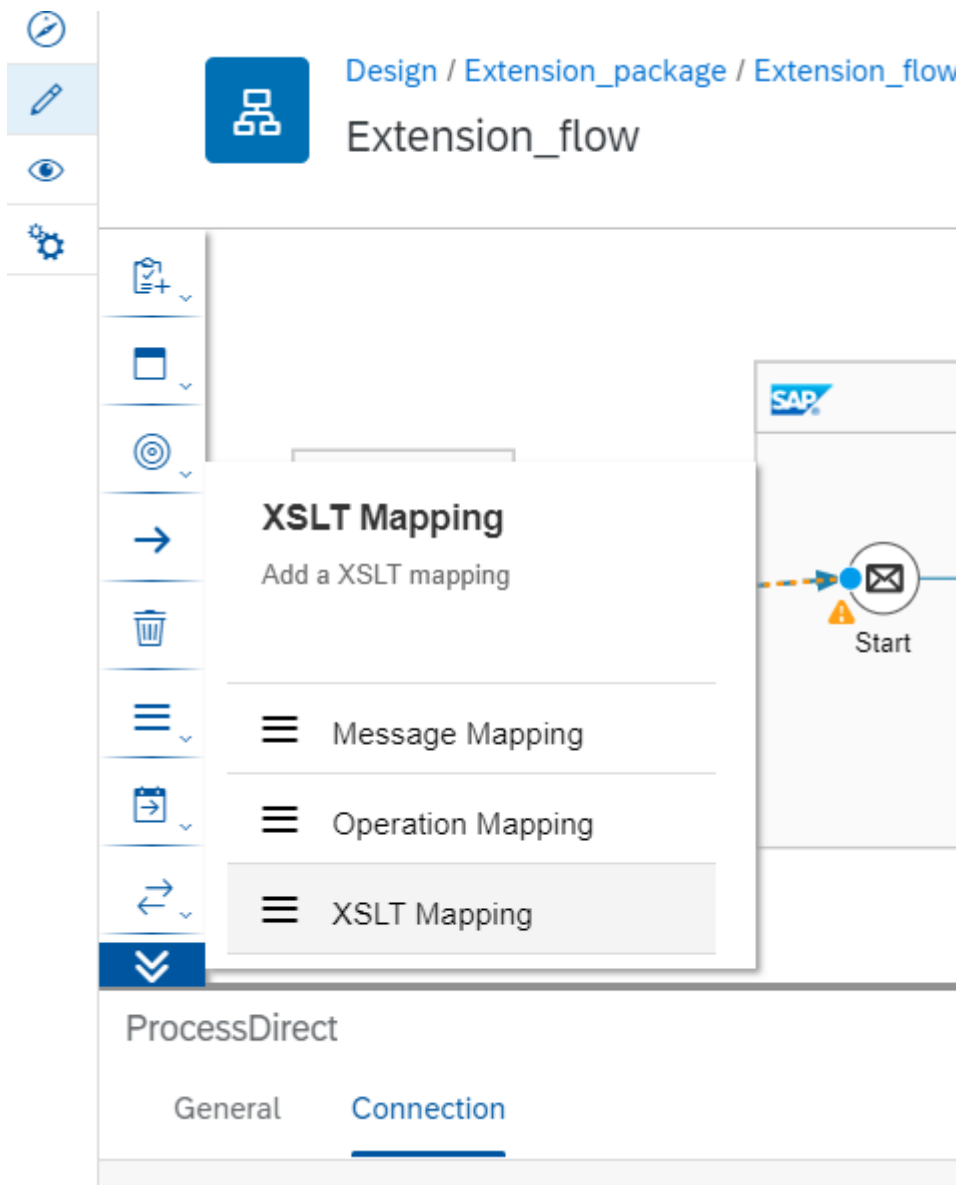 Design / Extension_package / Extension_flow
Extension_flow
SAP
XSLT Mapping
Add a XSLT mapping
Start
Message Mapping
Operation Mapping
XSLT Mapping
ProcessDirect
General Connection